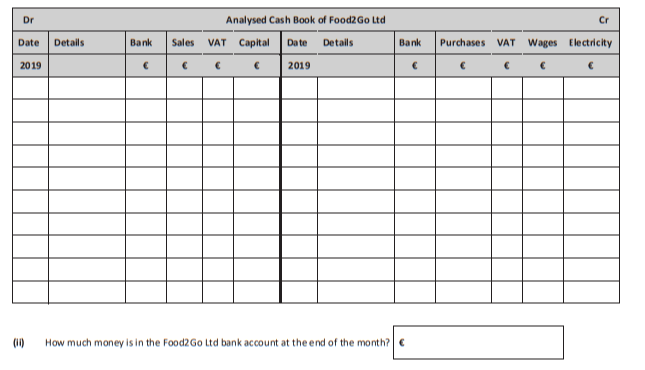 Dr Analysed Cash Book of Food2Go Ltd Cr
Date Details Bank Sales VAT Capital Date Details Bank Purchases VAT Wages Electricity
2019 € € € € 2019 € € € € €
(ii) How much money is in the Food2Go Ltd bank account at the end of the month? €